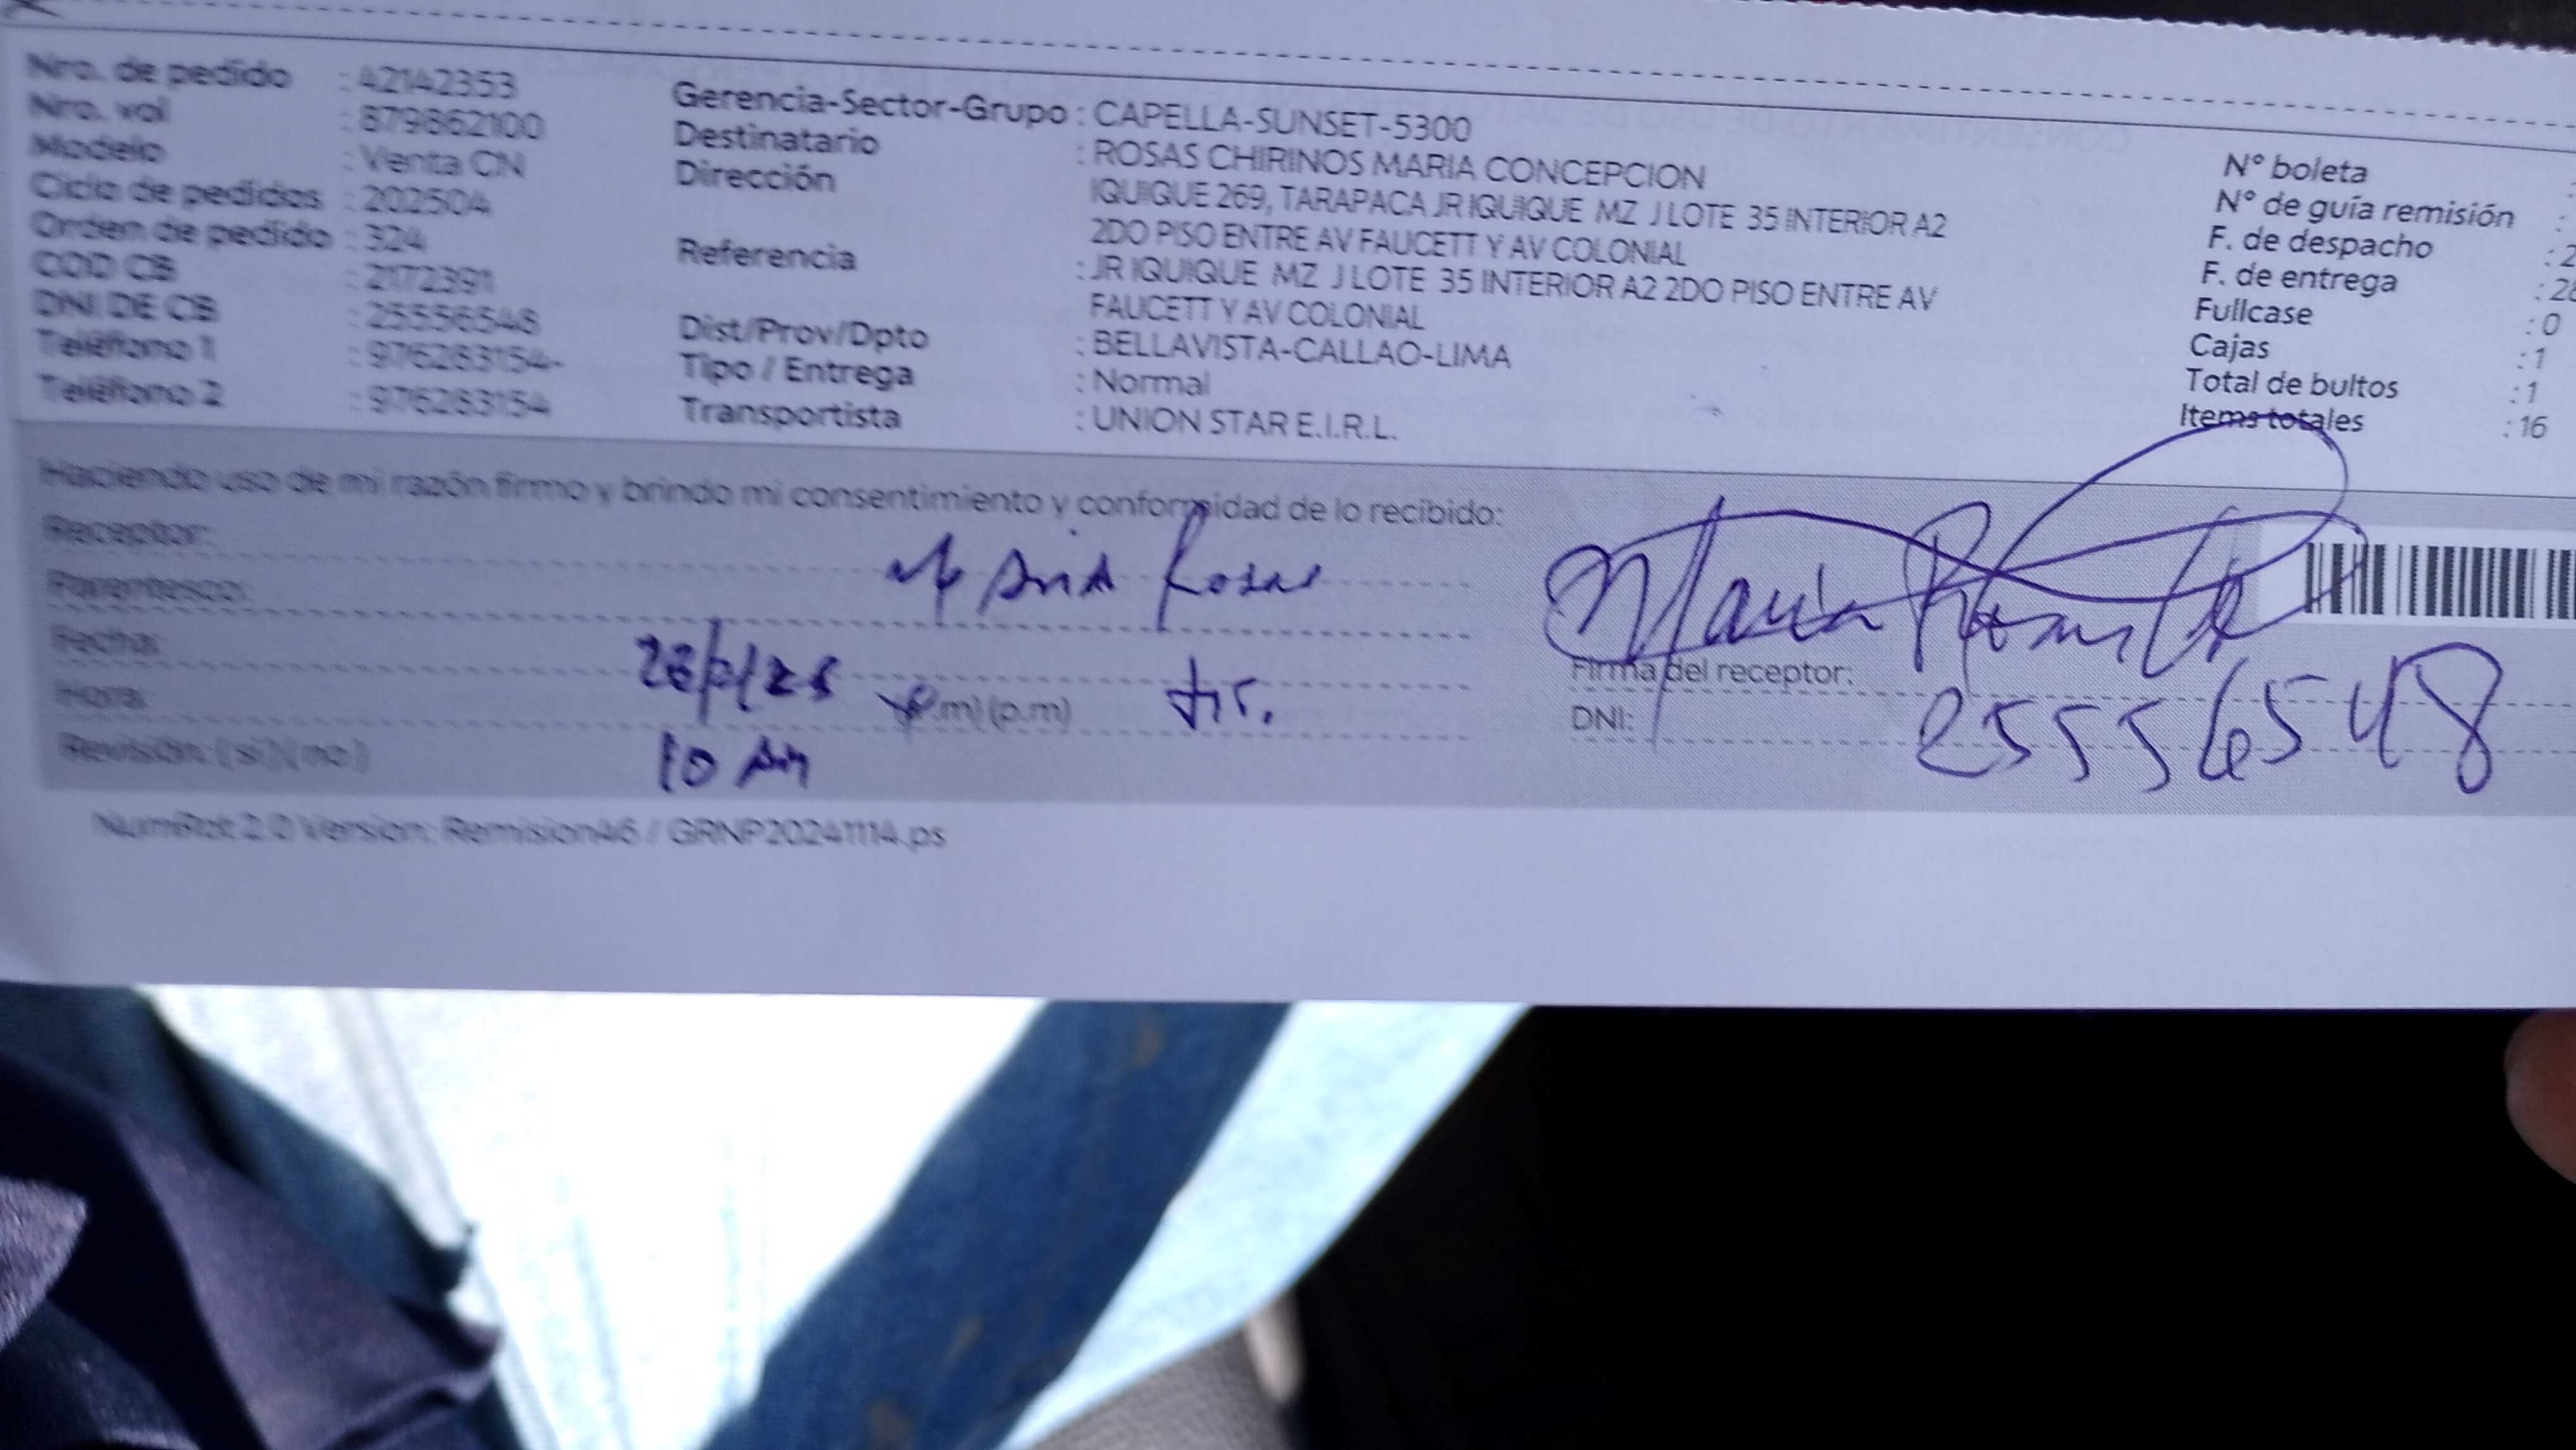 Nro. de pedido : 42142353
Nro. val : 879862100
Modelo : Venta CN
Ciclo de pedidos : 202504
Orden de pedido : 324
COD CB : 2172391
DNI DE CB : 25556548
Teléfono 1 : 976283154-
Teléfono 2 : 976283154
Gerencia-Sector-Grupo : CAPELLA-SUNSET-5300
Destinatario : ROSAS CHIRINOS MARIA CONCEPCION
Dirección IQUIQUE 269, TARAPACA JR IQUIQUE MZ J LOTE 35 INTERIOR A2
2DO PISO ENTRE AV FAUCETT Y AV COLONIAL
Referencia : JR IQUIQUE MZ J LOTE 35 INTERIOR A2 2DO PISO ENTRE AV
FAUCETT Y AV COLONIAL
Dist/Prov/Dpto : BELLAVISTA-CALLAO-LIMA
Tipo / Entrega : Normal
Transportista : UNION STAR E.I.R.L.
N° boleta :
N° de guía remisión :
F. de despacho : 2
F. de entrega : 28
Fullcase : 0
Cajas : 1
Total de bultos : 1
Items totales : 16
Haciendo uso de mi razón firmo y brindo mi consentimiento y conformidad de lo recibido:
Receptor: Maria Rosas
Parentesco:
Fecha:
Hora: (p.m)
10 Am
Revisión: ( si ) ( no )
Maria Rosas
Firma del receptor:
DNI: 25556548
NumRot 2.0 Version: Remision46 / GRNP20241114.ps